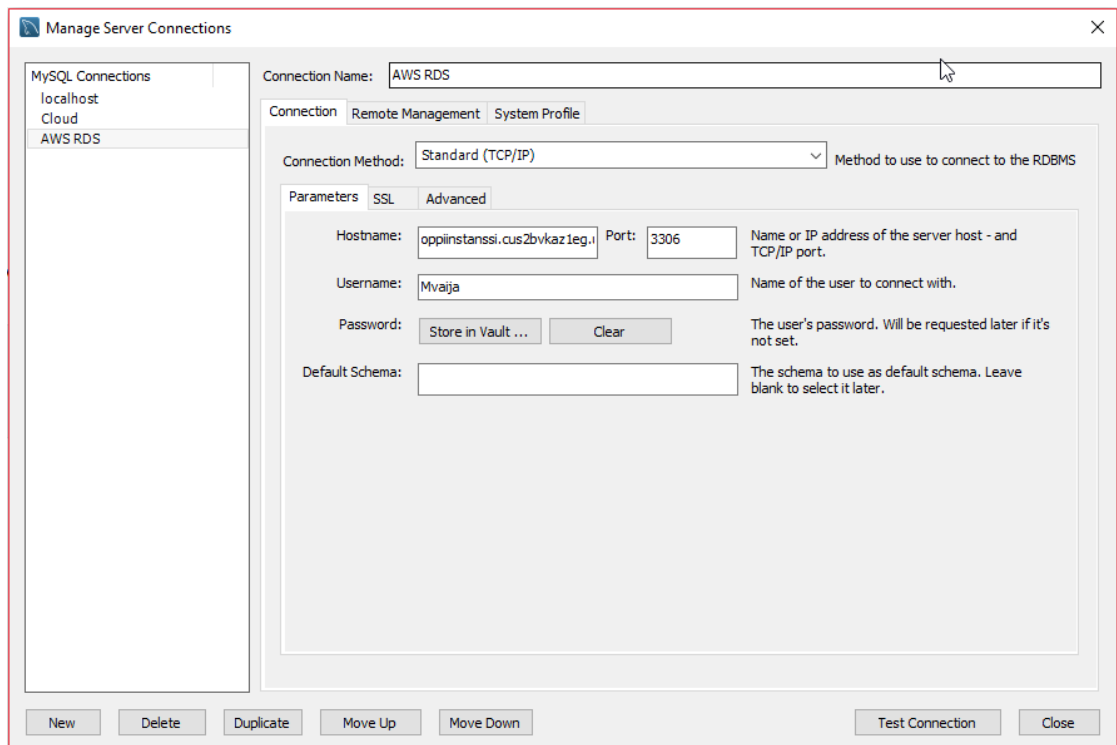 Manage Server Connections
MySQL Connections
localhost
Cloud
AWS RDS
Connection Name: AWS RDS
Connection Remote Management System Profile
Connection Method: Standard (TCP/IP) Method to use to connect to the RDBMS
Parameters SSL Advanced
Hostname: oppiinstanssi.cus2bvkaz1eg. Port: 3306 Name or IP address of the server host - and
TCP/IP port.
Username: Mvaija Name of the user to connect with.
Password: Store in Vault ... Clear The user's password. Will be requested later if it's
not set.
Default Schema: The schema to use as default schema. Leave
blank to select it later.
New Delete Duplicate Move Up Move Down Test Connection Close